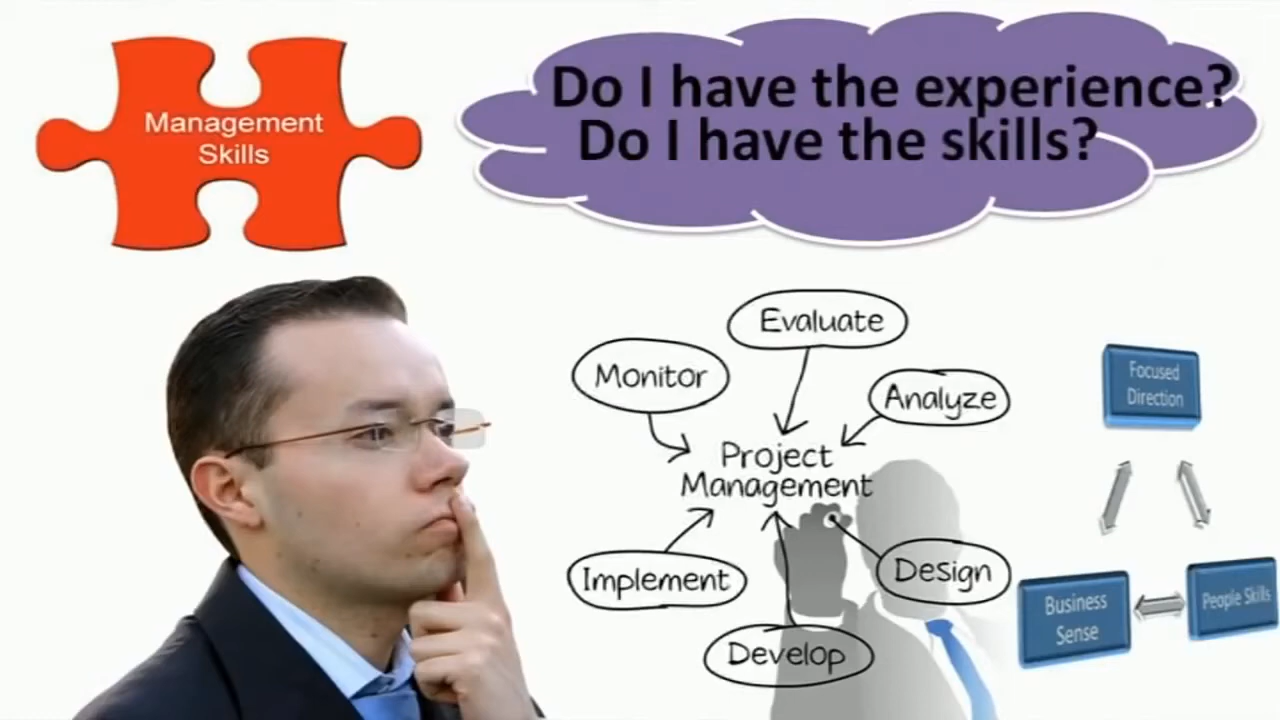 Management
Skills
Do I have the experience?
Do I have the skills?
Evaluate
Monitor
Analyze
Project
Management
Implement
Design
Develop
Focused
Direction
Business
Sense
People Skills